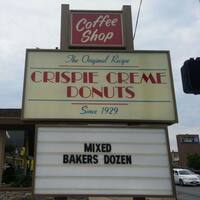 Coffee
Shop
The Original Recipe
CRISPIE CREME
DONUTS
Since 1929
MIXED
BAKERS DOZEN